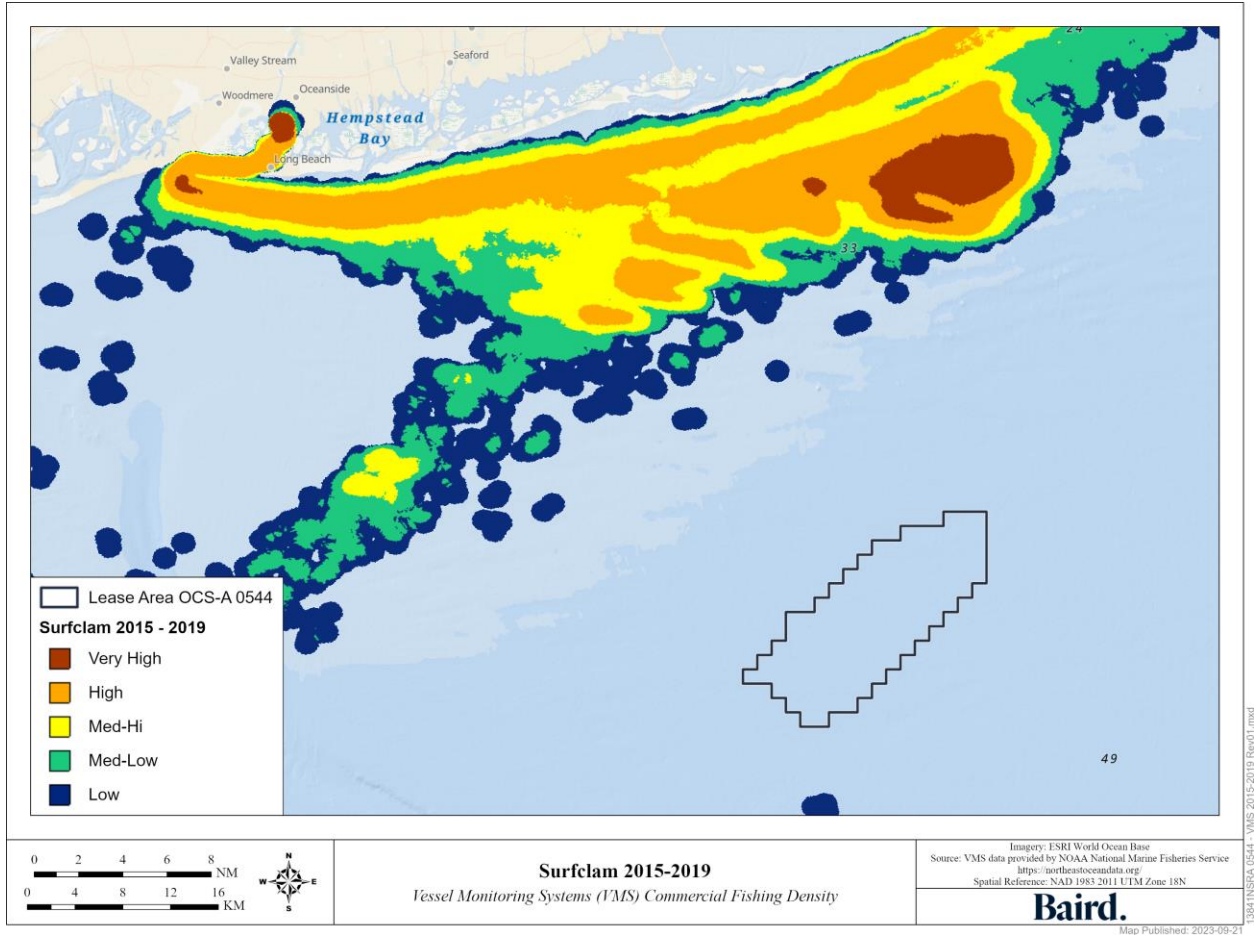 24
Valley Stream
Seaford
Woodmere
Oceanside
Hempstead
Bay
Long Beach
33
49
Lease Area OCS-A 0544
Surfclam 2015 - 2019
Very High
High
Med-Hi
Med-Low
Low
0 2 4 6 8
NM
0 4 8 12 16
KM
N
W E
S
Surfclam 2015-2019
Vessel Monitoring Systems (VMS) Commercial Fishing Density
Imagery: ESRI World Ocean Base
Source: VMS data provided by NOAA National Marine Fisheries Service
https://northeastoceandata.org/
Spatial Reference: NAD 1983 2011 UTM Zone 18N
Baird.
13841NSRA 0544 - VMS 2015-2019 Rev01.mxd
Map Published: 2023-09-21